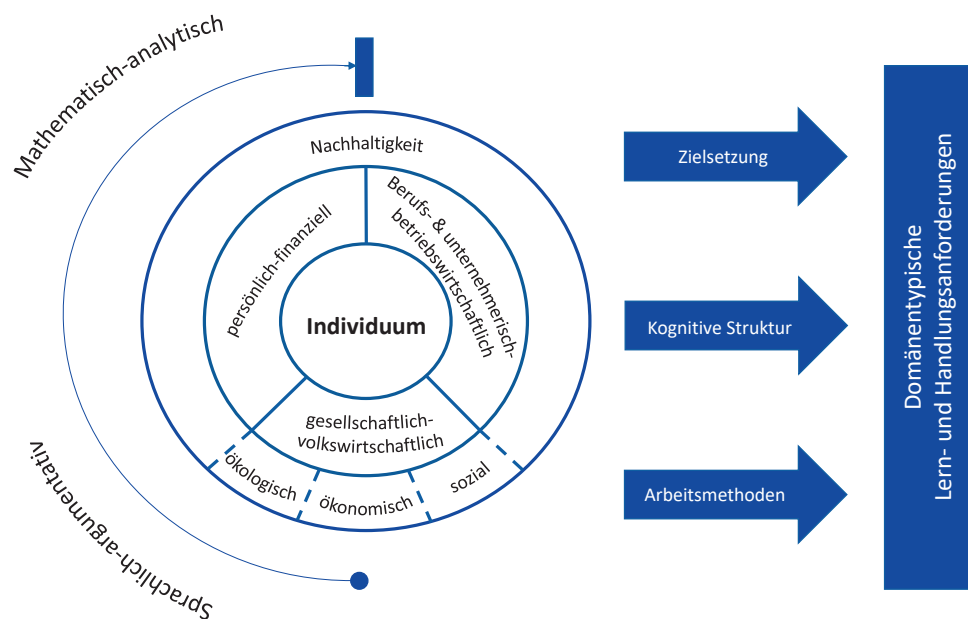 Mathematisch-analytisch
Sprachlich-argumentativ
Nachhaltigkeit
persönlich-finanziell
Berufs- & unternehmerisch-
betriebswirtschaftlich
Individuum
gesellschaftlich-
volkswirtschaftlich
ökologisch
ökonomisch
sozial
Zielsetzung
Kognitive Struktur
Arbeitsmethoden
Domänentypische
Lern- und Handlungsanforderungen